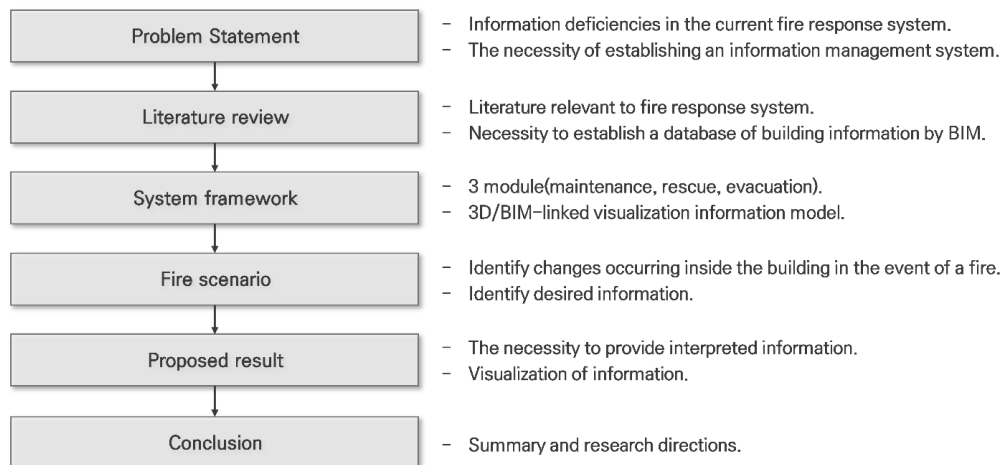 Problem Statement
- Information deficiencies in the current fire response system.
- The necessity of establishing an information management system.
Literature review
- Literature relevant to fire response system.
- Necessity to establish a database of building information by BIM.
System framework
- 3 module(maintenance, rescue, evacuation).
- 3D/BIM-linked visualization information model.
Fire scenario
- Identify changes occurring inside the building in the event of a fire.
- Identify desired information.
Proposed result
- The necessity to provide interpreted information.
- Visualization of information.
Conclusion
- Summary and research directions.